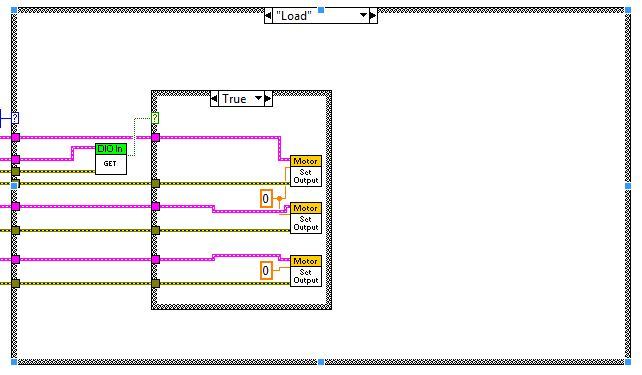 "Load"
True
?
?
DIO In
GET
Motor
Set
Output
0
Motor
Set
Output
0
Motor
Set
Output